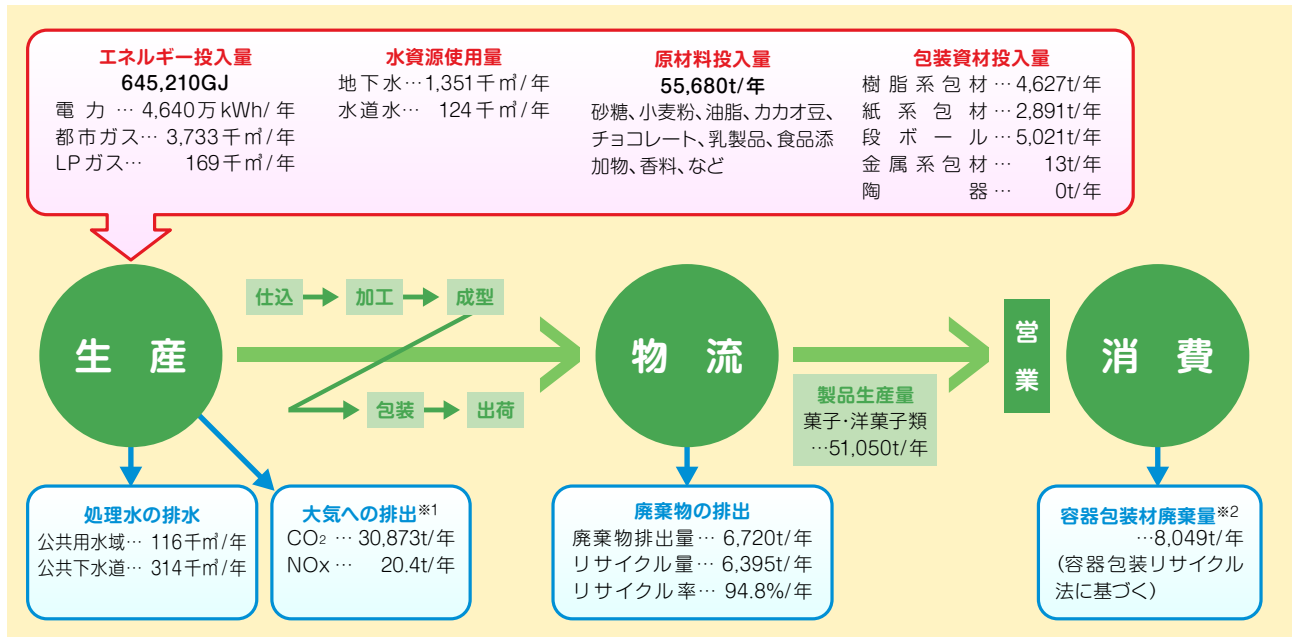 エネルギー投入量
645,210GJ
電力…4,640万kWh/年
都市ガス…3,733千㎥/年
LPガス…169千㎥/年
水資源使用量
地下水…1,351千㎥/年
水道水…124千㎥/年
原材料投入量
55,680t/年
砂糖、小麦粉、油脂、カカオ豆、
チョコレート、乳製品、食品添
加物、香料、など
包装資材投入量
樹脂系包材…4,627t/年
紙系包材…2,891t/年
段ボール…5,021t/年
金属系包材…13t/年
陶器…0t/年
生産
仕込
加工
成型
包装
出荷
物流
製品生産量
菓子・洋菓子類
…51,050t/年
営業
消費
処理水の排水
公共用水域…116千㎥/年
公共下水道…314千㎥/年
大気への排出※1
CO₂…30,873t/年
NOx…20.4t/年
廃棄物の排出
廃棄物排出量…6,720t/年
リサイクル量…6,395t/年
リサイクル率…94.8%/年
容器包装材廃棄量※2
…8,049t/年
(容器包装リサイクル
法に基づく)